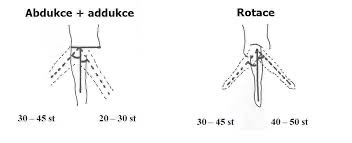 Abdukce + addukce
Rotace
30 – 45 st
20 – 30 st
30 – 45 st
40 – 50 st